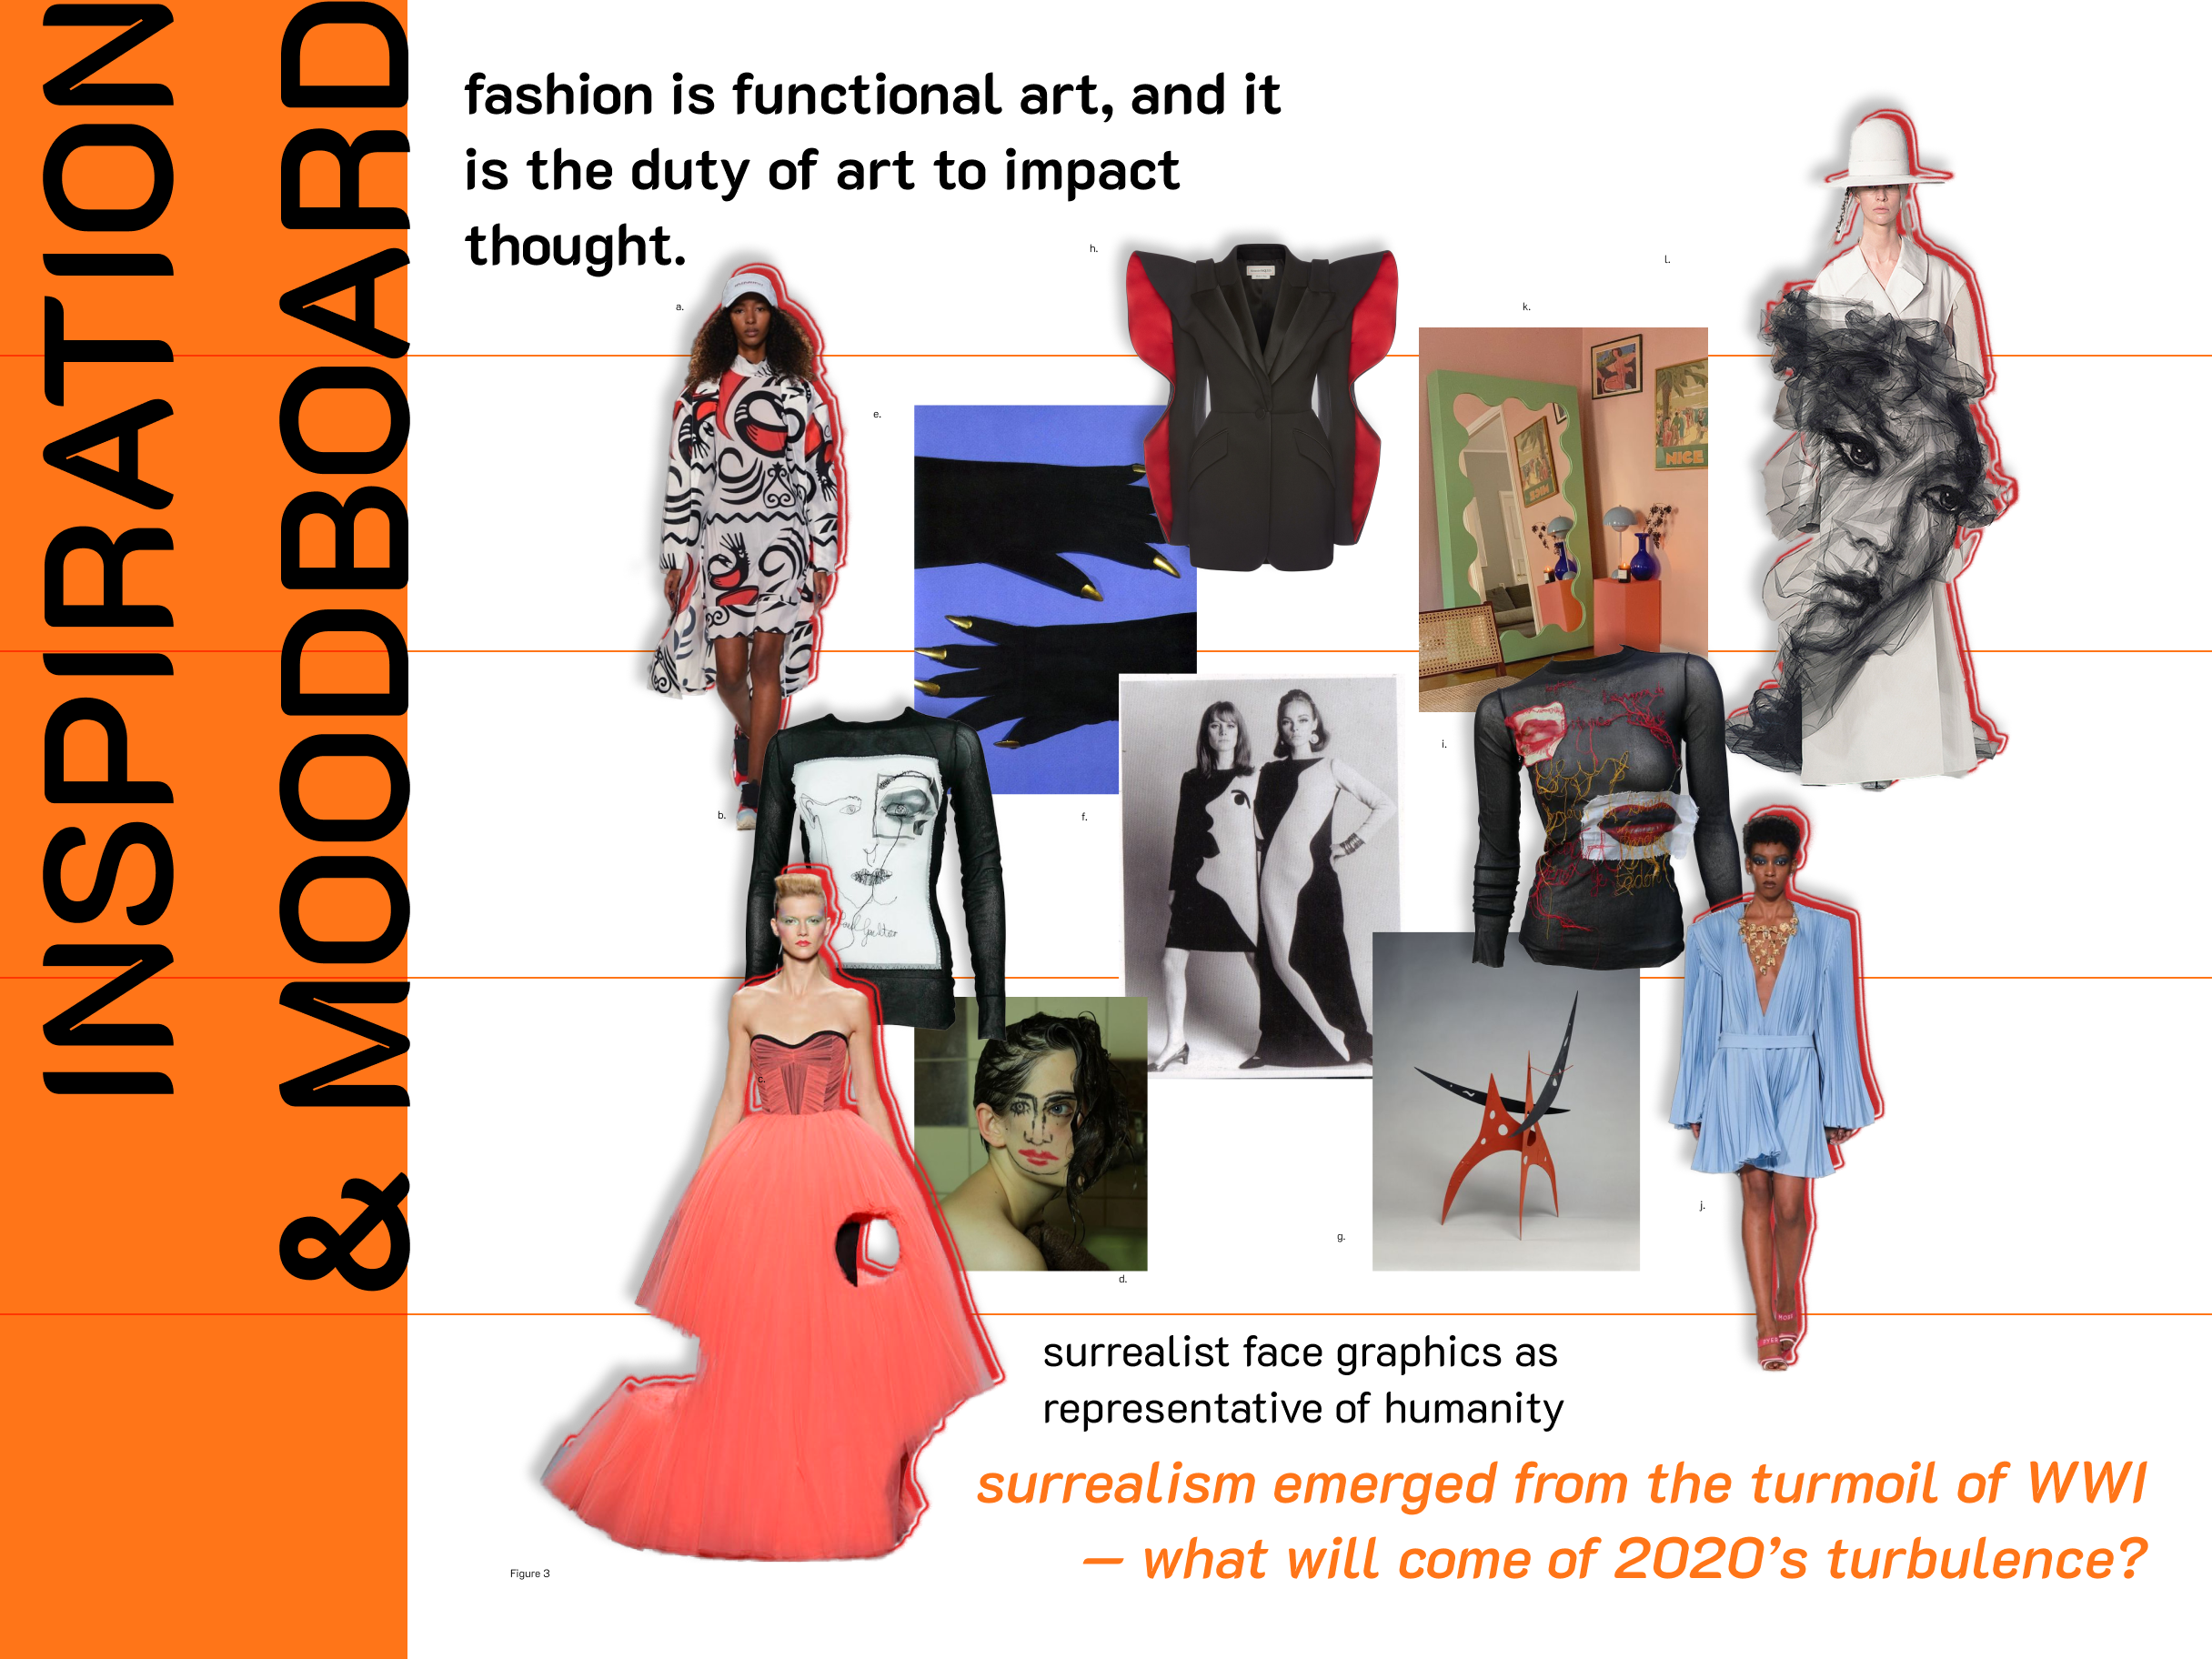 INSPIRATION
& MOODBOARD
fashion is functional art, and it
is the duty of art to impact
thought.
a.
h.
l.
k.
e.
NICE
i.
b.
f.
c.
d.
g.
j.
surrealist face graphics as
representative of humanity
surrealism emerged from the turmoil of WWI
— what will come of 2020's turbulence?
Figure 3